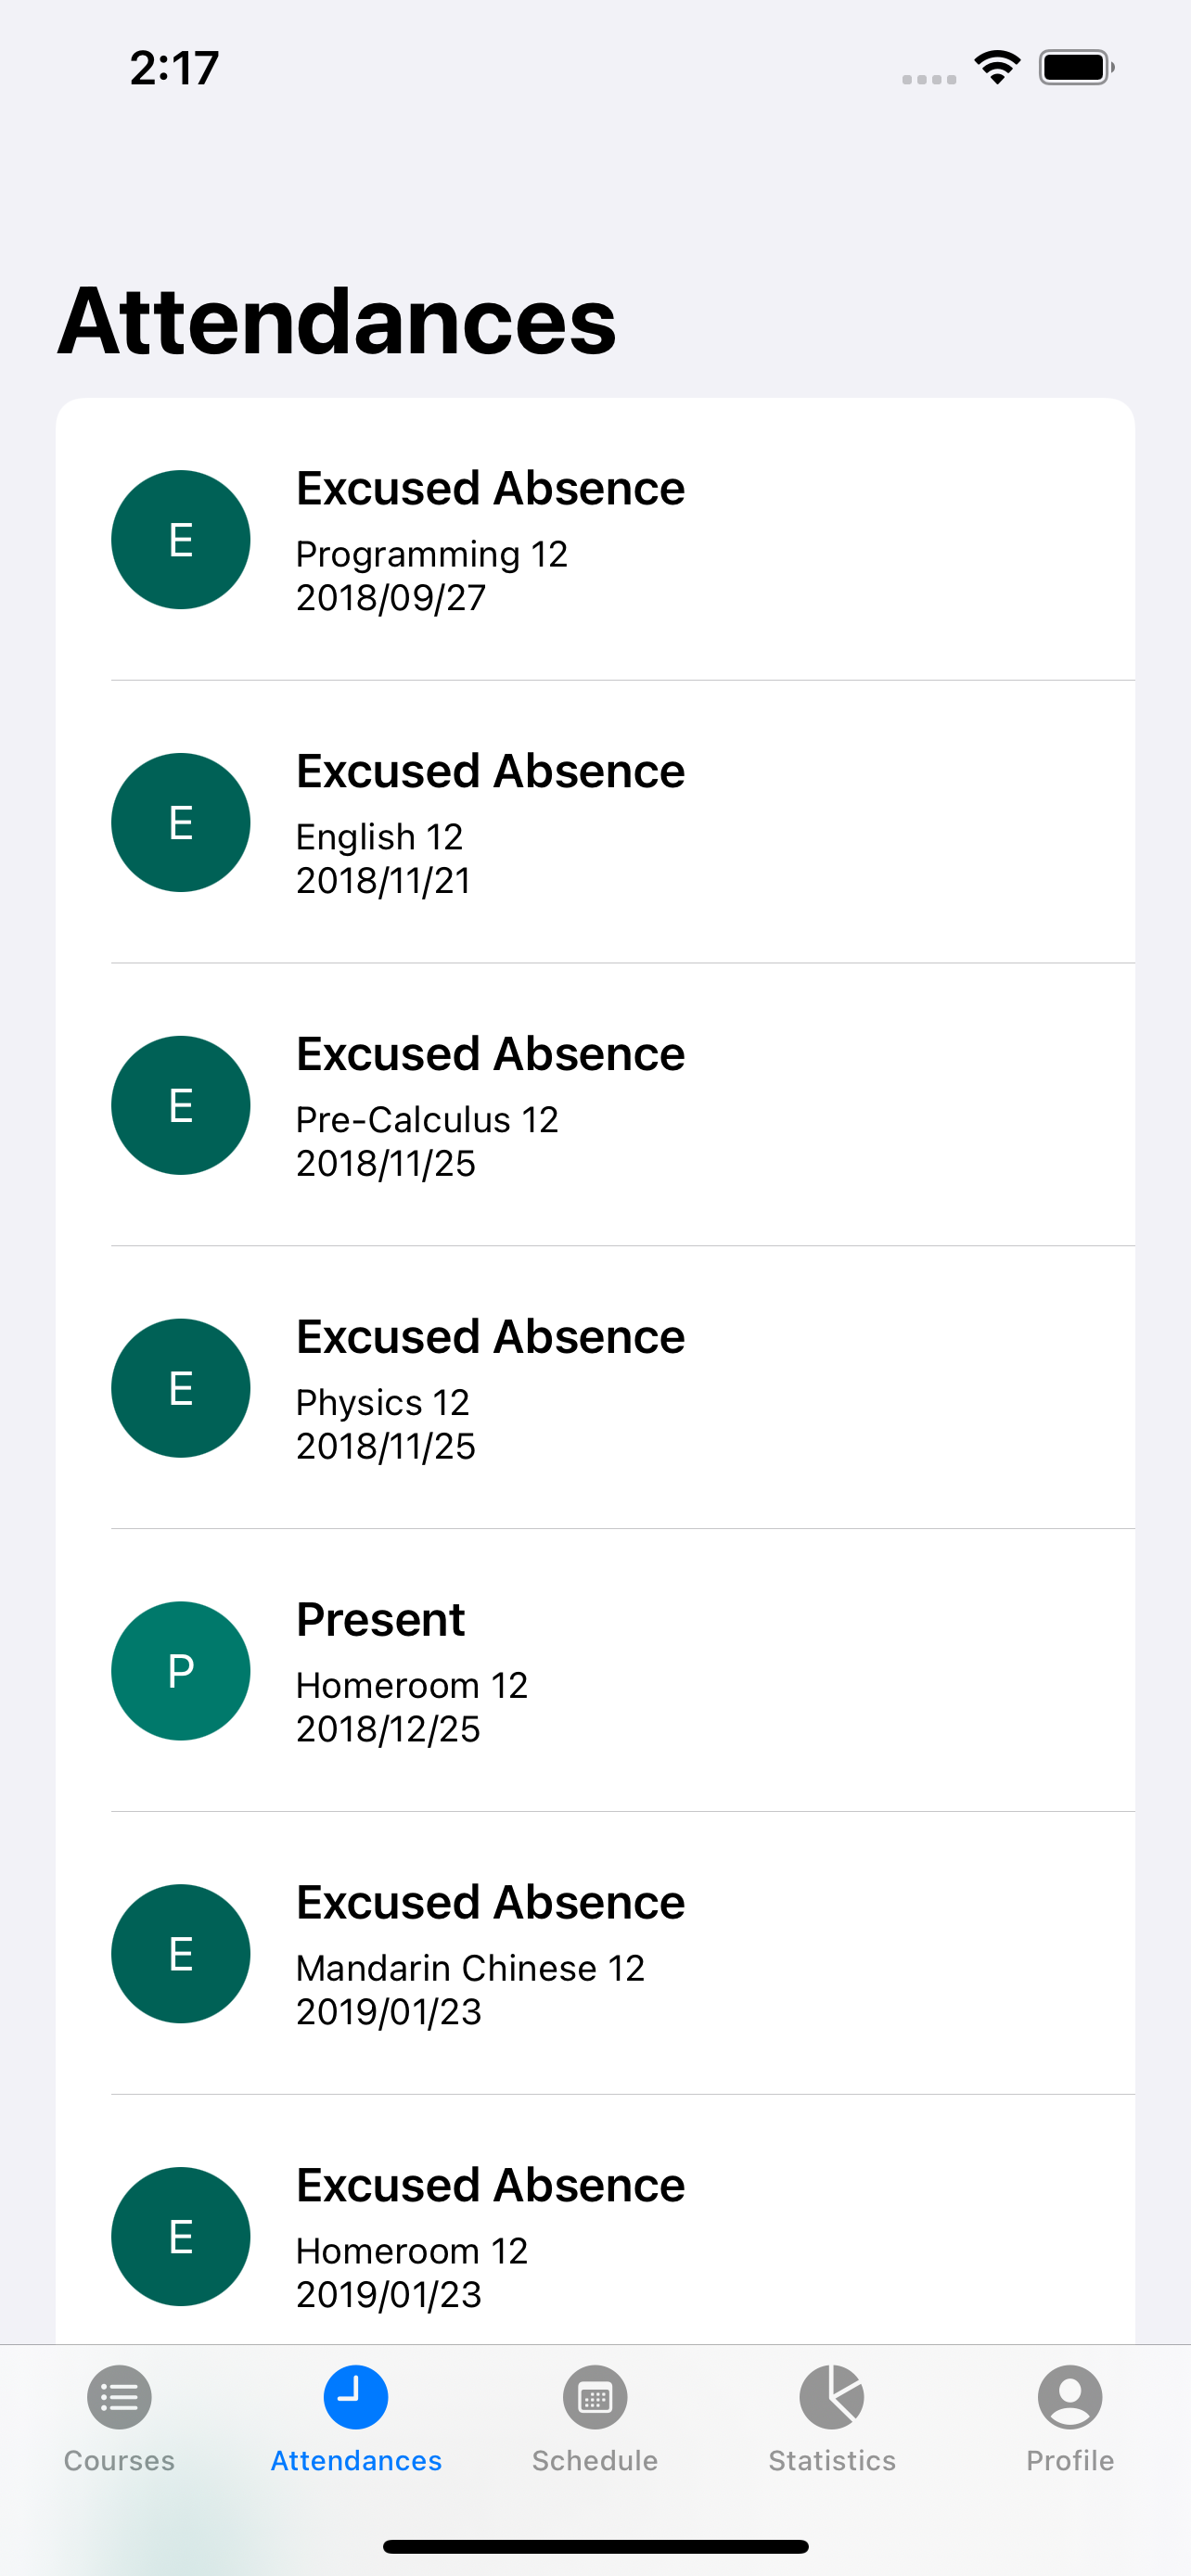 2:17
Attendances
E
Excused Absence
Programming 12
2018/09/27
E
Excused Absence
English 12
2018/11/21
E
Excused Absence
Pre-Calculus 12
2018/11/25
E
Excused Absence
Physics 12
2018/11/25
P
Present
Homeroom 12
2018/12/25
E
Excused Absence
Mandarin Chinese 12
2019/01/23
E
Excused Absence
Homeroom 12
2019/01/23
Courses Attendances Schedule Statistics Profile